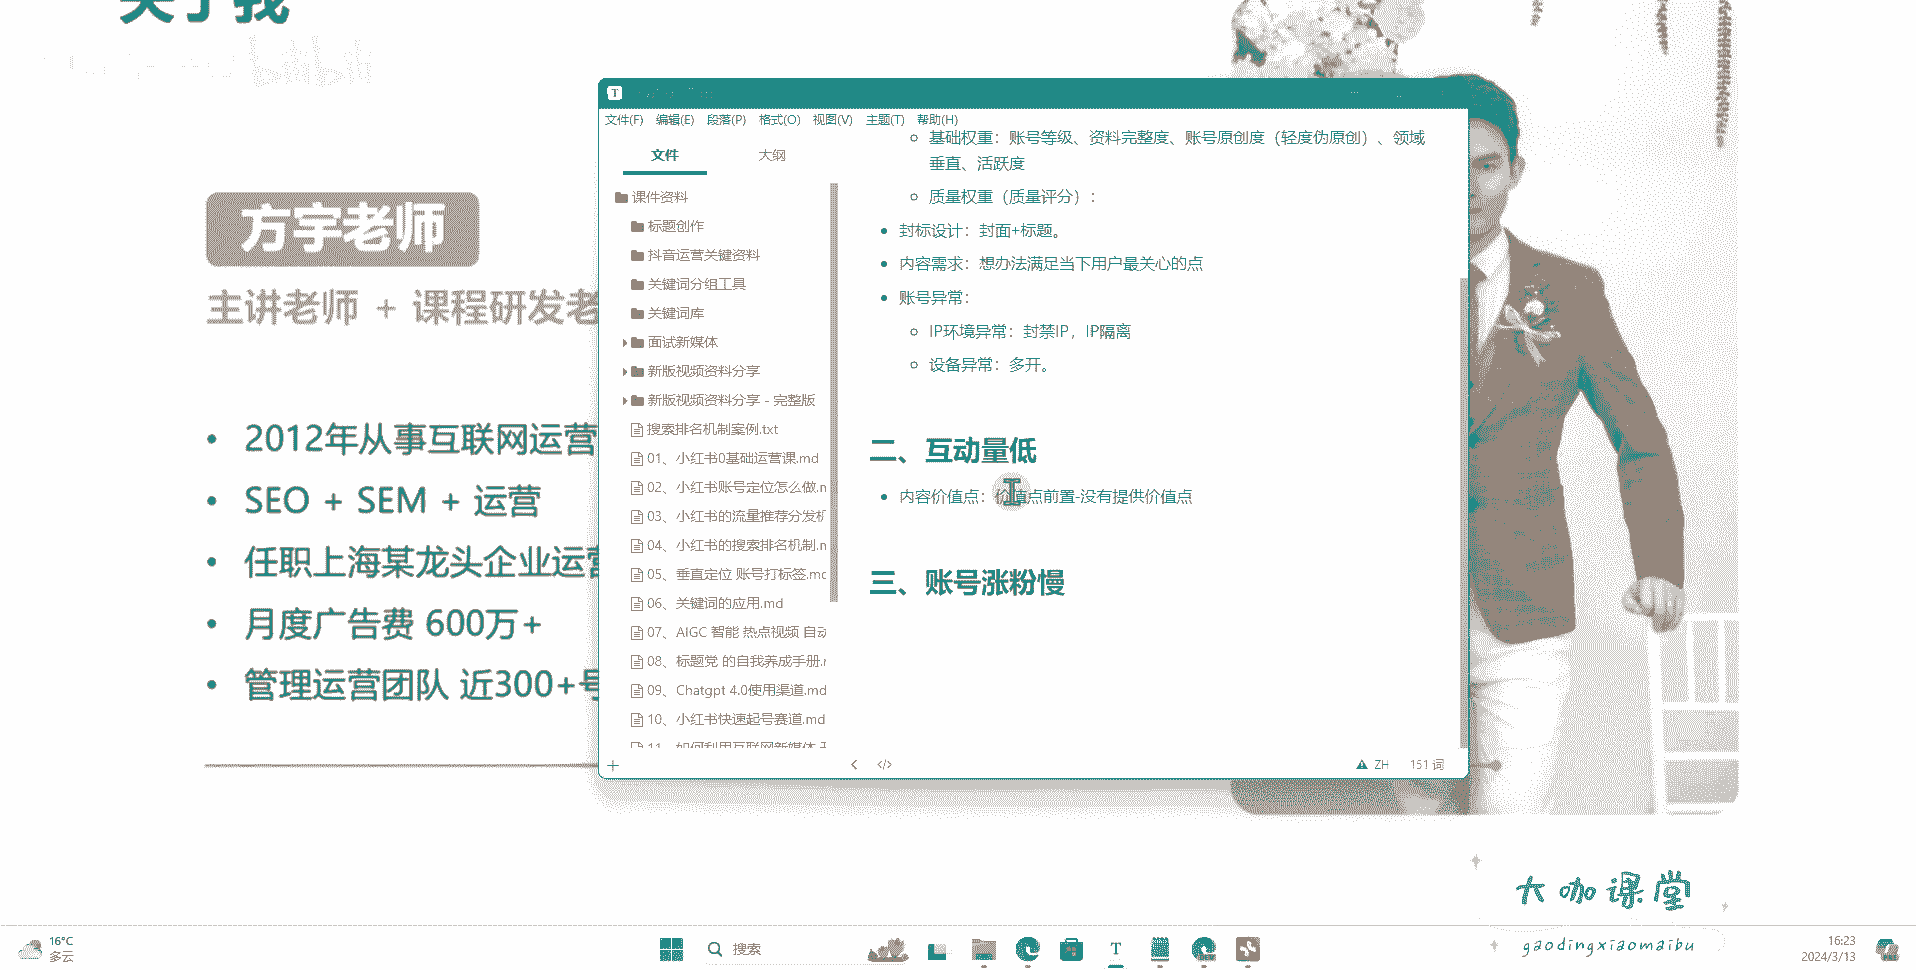 关于我
bilibili
方宇老师
主讲老师 + 课程研发老
2012年从事互联网运营
SEO + SEM + 运营
任职上海某龙头企业运营
月度广告费 600万+
管理运营团队 近300+号
T
文件(F) 编辑(E) 段落(P) 格式(O) 视图(V) 主题(T) 帮助(H)
文件 大纲
课件资料
标题创作
抖音运营关键资料
关键词分组工具
关键词库
面试新媒体
新版视频资料分享
新版视频资料分享 - 完整版
搜索排名机制案例.txt
01、小红书0基础运营课.md
02、小红书账号定位怎么做.m
03、小红书的流量推荐分发机
04、小红书的搜索排名机制.m
05、垂直定位 账号打标签.mc
06、关键词的应用.md
07、AIGC 智能 热点视频 自动
08、标题党 的自我养成手册.r
09、Chatgpt 4.0使用渠道.md
10、小红书快速起号赛道.md
11、如何利用互联网新媒体
基础权重：账号等级、资料完整度、账号原创度（轻度伪原创）、领域
垂直、活跃度
质量权重（质量评分）：
封标设计：封面+标题。
内容需求：想办法满足当下用户最关心的点
账号异常：
IP环境异常：封禁IP，IP隔离
设备异常：多开。
二、互动量低
内容价值点：价值点前置-没有提供价值点
三、账号涨粉慢
</> ZH 151 词
大咖课堂
gaodingxiaomaibu
16°C
多云
搜索
T
16:23
2024/3/13